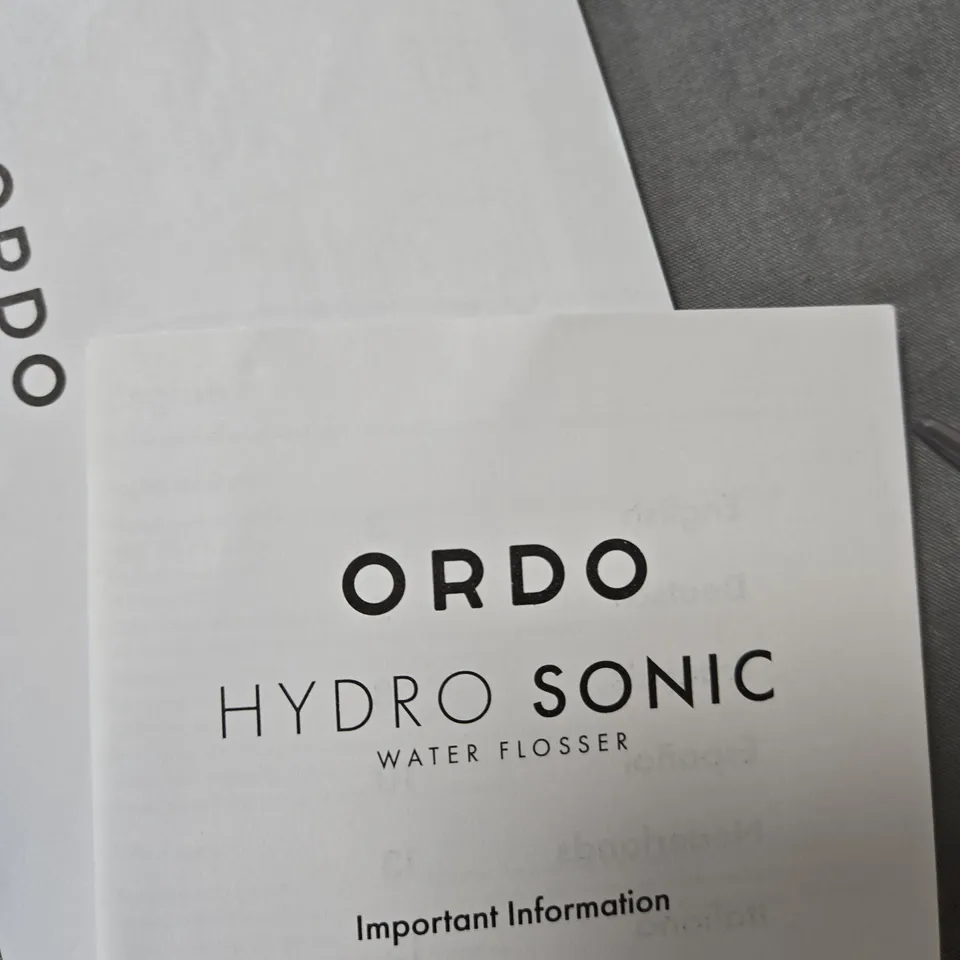 ORDO
ORDO
HYDRO SONIC
WATER FLOSSER
Important Information